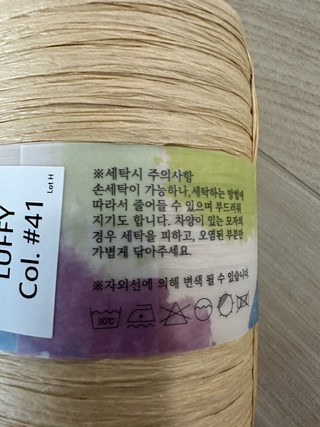 ※세탁시 주의사항
손세탁이 가능하나, 세탁하는 방법에
따라서 줄어들 수 있으며 부드러워
지기도 합니다. 차양이 있는 모자의
경우 세탁을 피하고, 오염된 부분만
가볍게 닦아주세요.
※자외선에 의해 변색 될 수 있습니다.
30℃
LUFFY
Col. #41
Lot H